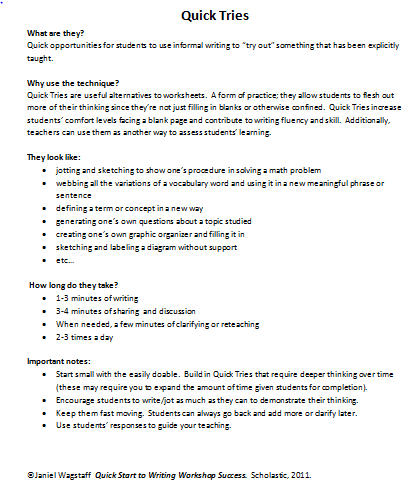 Quick Tries
What are they?
Quick opportunities for students to use informal writing to "try out" something that has been explicitly
taught.
Why use the technique?
Quick Tries are useful alternatives to worksheets. A form of practice; they allow students to flesh out
more of their thinking since they're not just filling in blanks or otherwise confined. Quick Tries increase
students' comfort levels facing a blank page and contribute to writing fluency and skill. Additionally,
teachers can use them as another way to assess students' learning.
They look like:
• jotting and sketching to show one's procedure in solving a math problem
• webbing all the variations of a vocabulary word and using it in a new meaningful phrase or
sentence
• defining a term or concept in a new way
• generating one's own questions about a topic studied
• creating one's own graphic organizer and filling it in
• sketching and labeling a diagram without support
• etc...
How long do they take?
• 1-3 minutes of writing
• 3-4 minutes of sharing and discussion
• When needed, a few minutes of clarifying or reteaching
• 2-3 times a day
Important notes:
• Start small with the easily doable. Build in Quick Tries that require deeper thinking over time
(these may require you to expand the amount of time given students for completion).
• Encourage students to write/jot as much as they can to demonstrate their thinking.
• Keep them fast moving. Students can always go back and add more or clarify later.
• Use students' responses to guide your teaching.
©Janiel Wagstaff Quick Start to Writing Workshop Success. Scholastic, 2011.